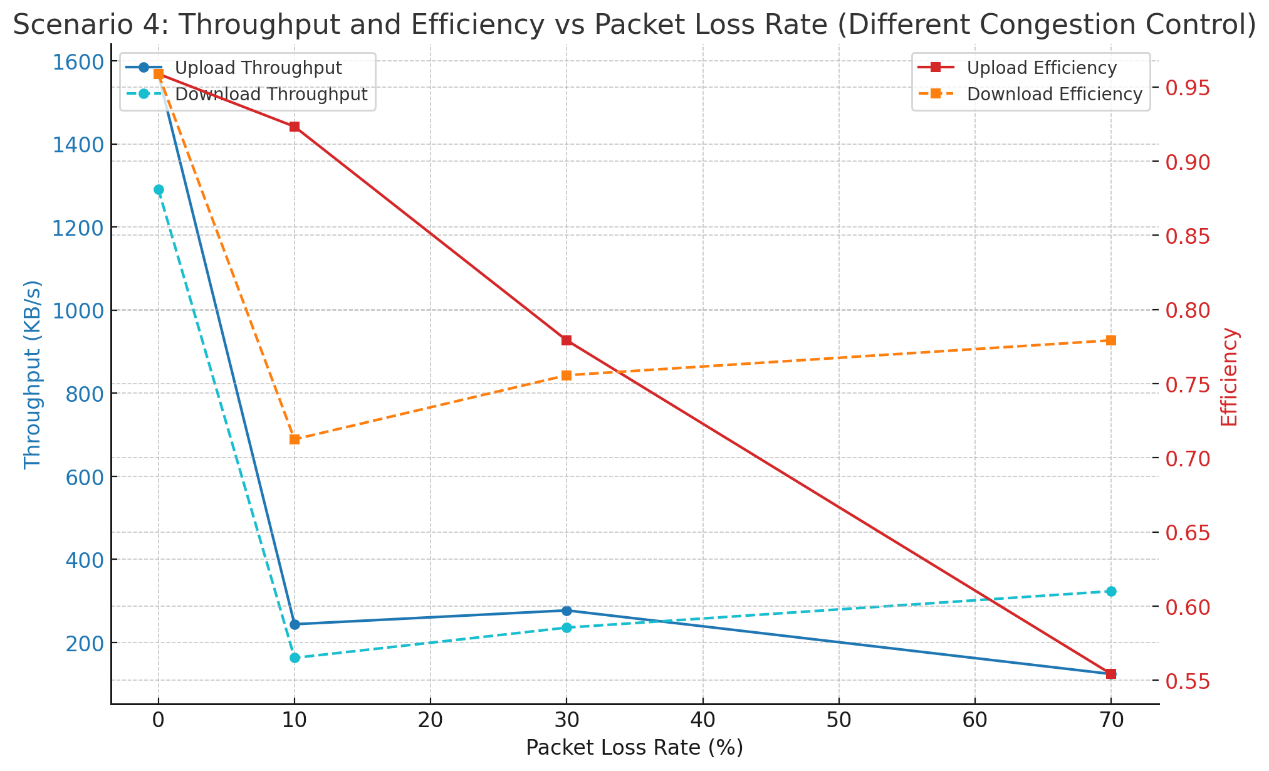 Scenario 4: Throughput and Efficiency vs Packet Loss Rate (Different Congestion Control)
Upload Throughput
Download Throughput
Upload Efficiency
Download Efficiency
Throughput (KB/s)
1600
1400
1200
1000
800
600
400
200
0.95
0.90
0.85
0.80
0.75
0.70
0.65
0.60
0.55
Efficiency
0 10 20 30 40 50 60 70
Packet Loss Rate (%)